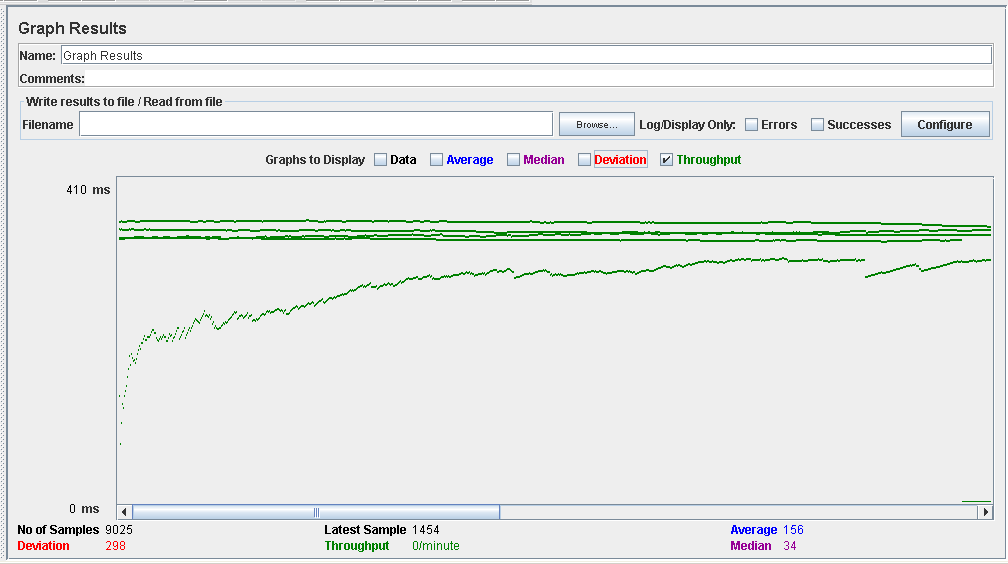 Graph Results
Name: Graph Results
Comments:
Write results to file / Read from file
Filename Browse... Log/Display Only: Errors Successes Configure
Graphs to Display Data Average Median Deviation Throughput
410 ms
0 ms
No of Samples 9025 Latest Sample 1454 Average 156
Deviation 298 Throughput 0/minute Median 34